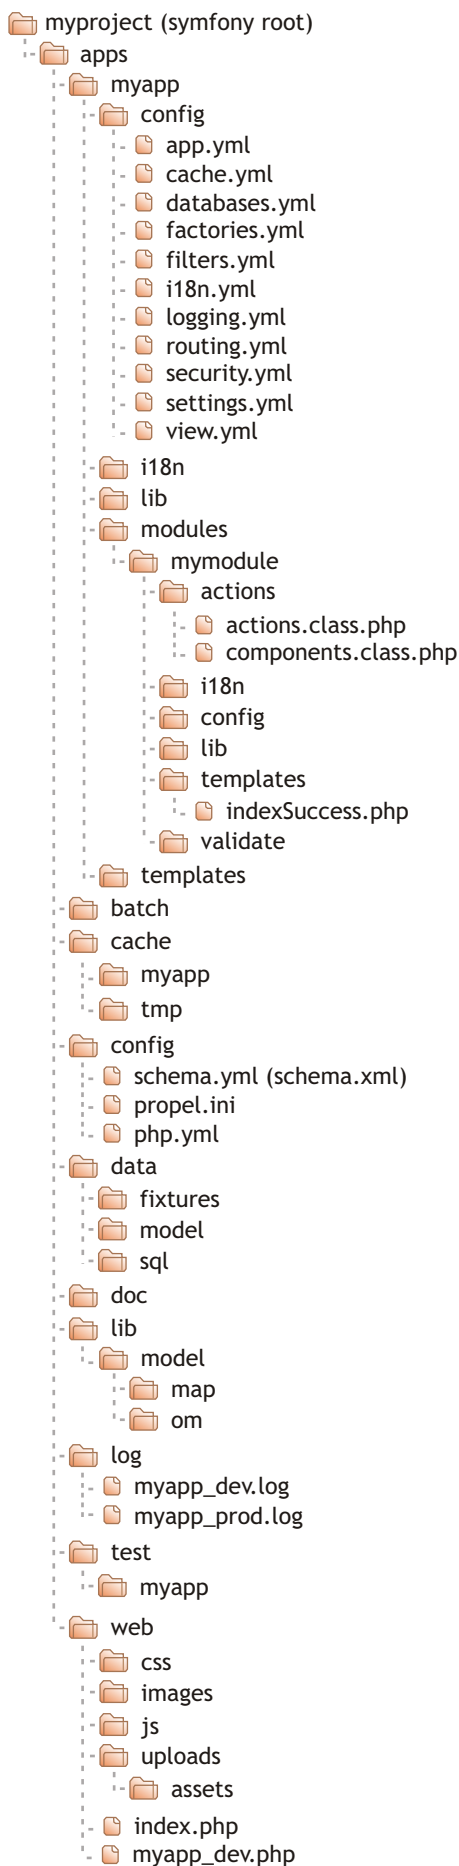 myproject (symfony root)
apps
myapp
config
app.yml
cache.yml
databases.yml
factories.yml
filters.yml
i18n.yml
logging.yml
routing.yml
security.yml
settings.yml
view.yml
i18n
lib
modules
mymodule
actions
actions.class.php
components.class.php
i18n
config
lib
templates
indexSuccess.php
validate
templates
batch
cache
myapp
tmp
config
schema.yml (schema.xml)
propel.ini
php.yml
data
fixtures
model
sql
doc
lib
model
map
om
log
myapp_dev.log
myapp_prod.log
test
myapp
web
css
images
js
uploads
assets
index.php
myapp_dev.php